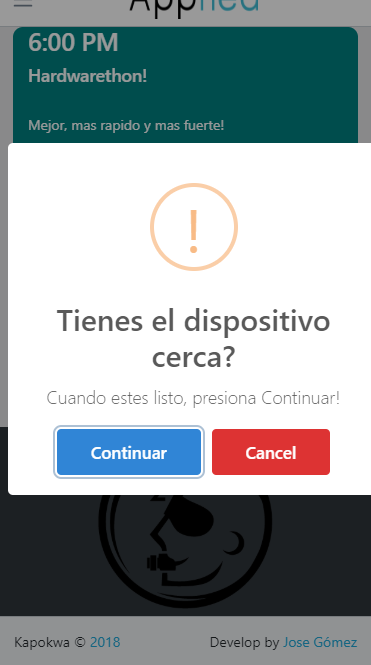 Appned
6:00 PM
Hardwarethon!
Mejor, mas rapido y mas fuerte!
!
Tienes el dispositivo
cerca?
Cuando estes listo, presiona Continuar!
Continuar Cancel
Kapokwa © 2018 Develop by Jose Gómez